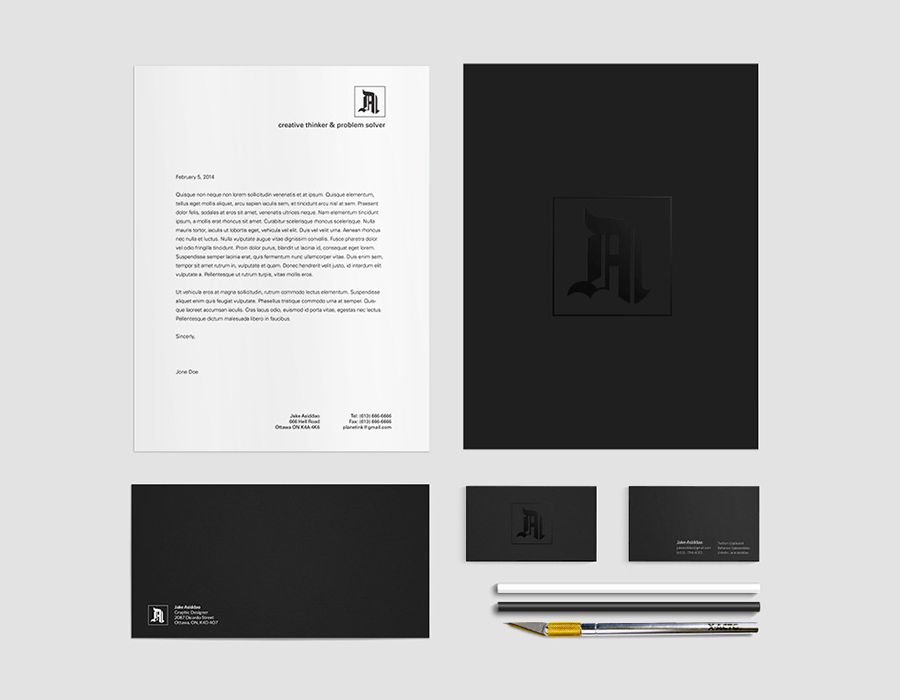 creative thinker & problem solver
February 5, 2014
Quisque non neque non lorem sollicitudin venenatis et at ipsum. Quisque elementum,
tellus eget mollis aliquet, arcu sapien iaculis sem, et tincidunt arcu nisl at sem. Praesent
dolor felis, sodales at eros sit amet, venenatis ultrices neque. Nam elementum tincidunt
ipsum, a mollis erat rhoncus sit amet. Curabitur scelerisque rhoncus scelerisque. Nulla
mauris tortor, iaculis ut lobortis eget, vehicula vel elit. Duis vel velit urna. Aenean rhoncus
nec nulla et luctus. Nulla vulputate augue vitae dignissim convallis. Fusce pharetra dolor
vel odio fringilla tincidunt. Proin dolor purus, blandit ut lacinia id, consequat eget lorem.
Suspendisse semper lacinia erat, quis fermentum nunc ullamcorper vitae. Duis enim sem,
tempor sit amet rutrum in, vulputate et quam. Donec hendrerit velit justo, id interdum elit
vulputate a. Pellentesque ut rutrum turpis, vitae mollis eros.
Ut vehicula eros at magna sollicitudin, rutrum commodo lectus elementum. Suspendisse
aliquet enim quis feugiat vulputate. Phasellus tristique commodo urna at semper. Quis-
que laoreet accumsan iaculis. Cras lacus odio, euismod id porta vitae, egestas nec lectus.
Pellentesque dictum malesuada libero in faucibus.
Sincerly,
Jone Doe
Jake Asiddao
666 Hell Road
Ottawa ON K4A 4K6
Tel: (613) 666-6666
Fax: (613) 666-6666
planetink@gmail.com
Jake Asiddao
Graphic Designer
2087 Dicardo Street
Ottawa, ON, K4O 4O7
Jake Asiddao
X-ACTO